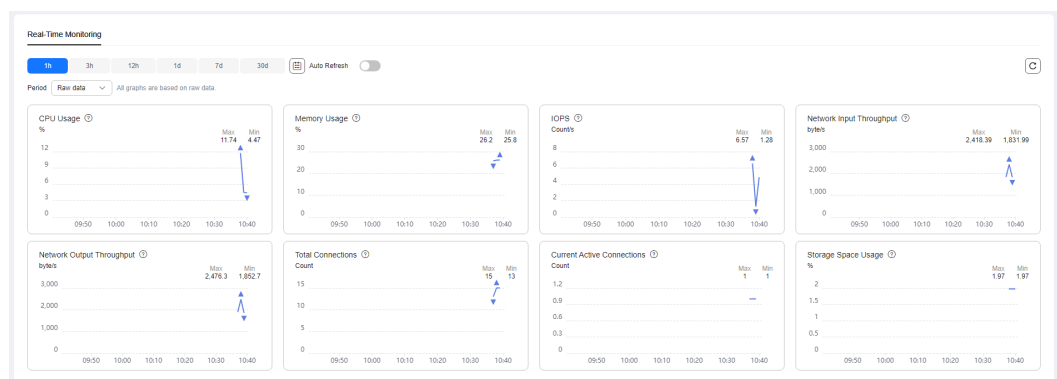 Real-Time Monitoring
1h 3h 12h 1d 7d 30d Auto Refresh
Period Raw data All graphs are based on raw data.
CPU Usage
%
Max Min
11.74 4.47
12
9
6
3
0
09:50 10:00 10:10 10:20 10:30 10:40
Memory Usage
%
Max Min
26.2 25.8
30
20
10
0
09:50 10:00 10:10 10:20 10:30 10:40
IOPS
Count/s
Max Min
6.57 1.28
8
6
4
2
0
09:50 10:00 10:10 10:20 10:30 10:40
Network Input Throughput
byte/s
Max Min
2,418.39 1,831.99
3,000
2,000
1,000
0
09:50 10:00 10:10 10:20 10:30 10:40
Network Output Throughput
byte/s
Max Min
2,476.3 1,852.7
3,000
2,000
1,000
0
09:50 10:00 10:10 10:20 10:30 10:40
Total Connections
Count
Max Min
15 13
15
10
5
0
09:50 10:00 10:10 10:20 10:30 10:40
Current Active Connections
Count
Max Min
1 1
1.2
0.9
0.6
0.3
0
09:50 10:00 10:10 10:20 10:30 10:40
Storage Space Usage
%
Max Min
1.97 1.97
2
1.5
1
0.5
0
09:50 10:00 10:10 10:20 10:30 10:40